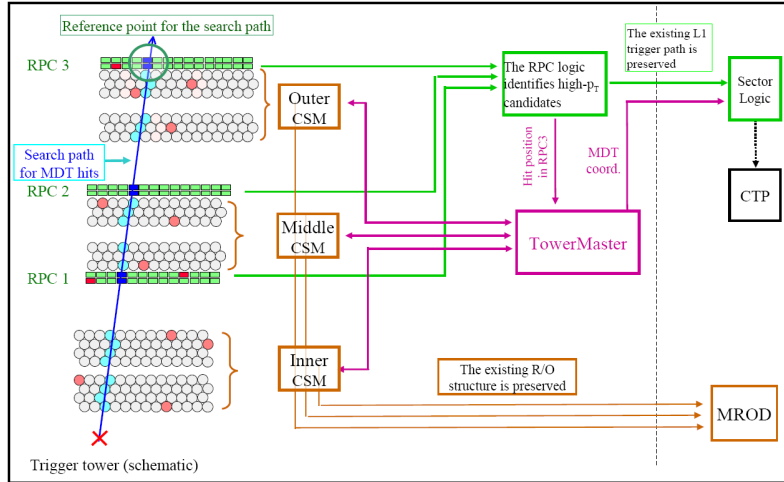 Reference point for the search path
RPC 3
Search path
for MDT hits
RPC 2
RPC 1
Trigger tower (schematic)
Outer
CSM
Middle
CSM
Inner
CSM
The RPC logic
identifies high-pT
candidates
Hit position
in RPC3
MDT
coord.
TowerMaster
The existing L1
trigger path is
preserved
Sector
Logic
CTP
The existing R/O
structure is preserved
MROD